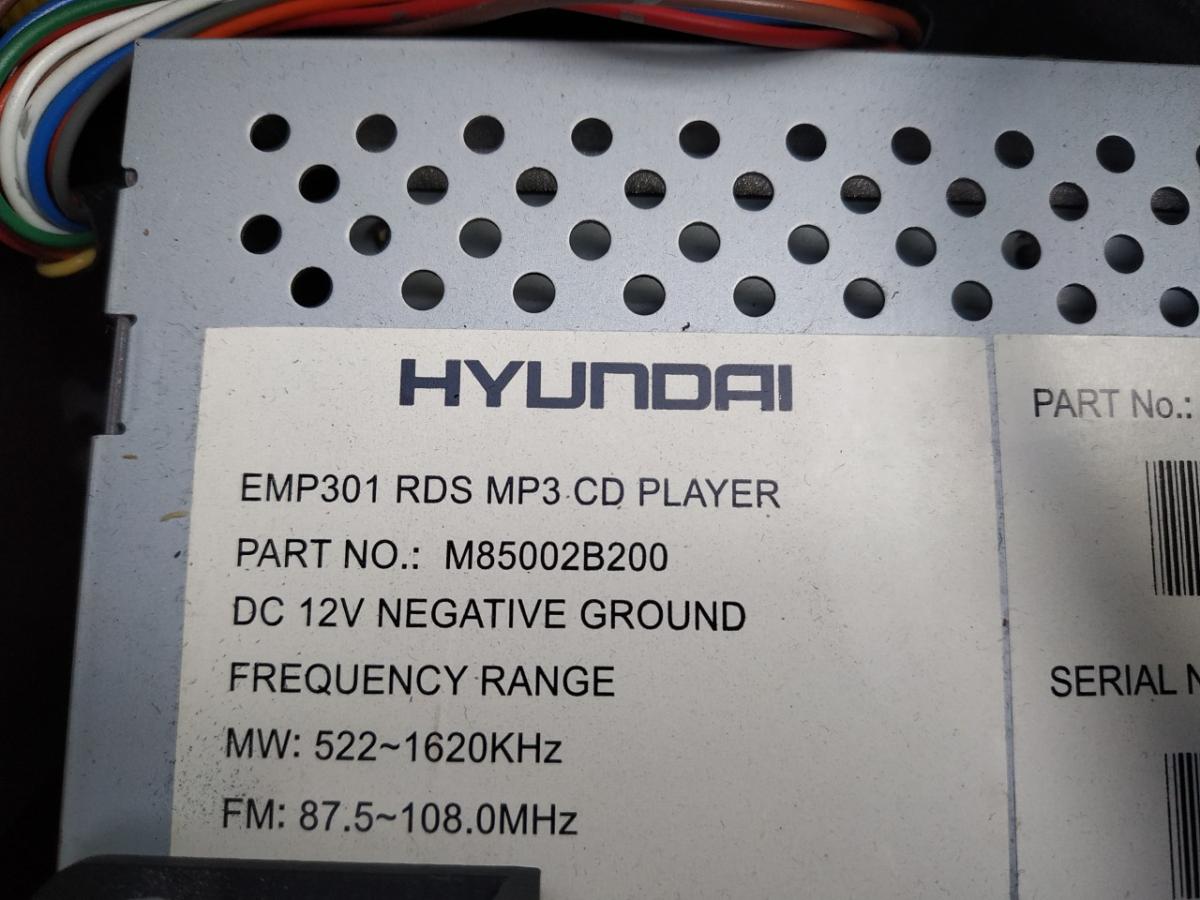 HYUNDAI
EMP301 RDS MP3 CD PLAYER
PART NO.: M85002B200
DC 12V NEGATIVE GROUND
FREQUENCY RANGE
MW: 522~1620KHz
FM: 87.5~108.0MHz
PART No.:
SERIAL N